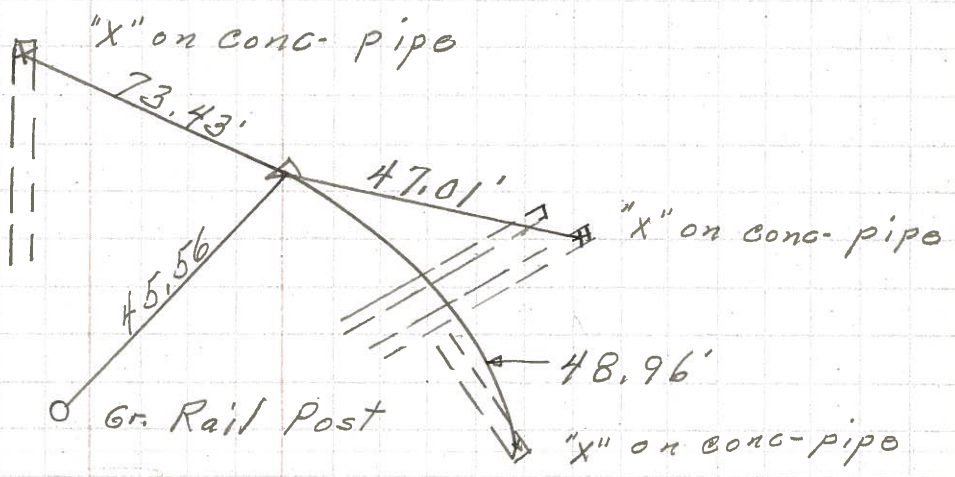 "X" on conc- pipe
73.43'
47.01'
"X" on conc- pipe
45.56
48.96'
Gr. Rail Post
"X" on conc-pipe